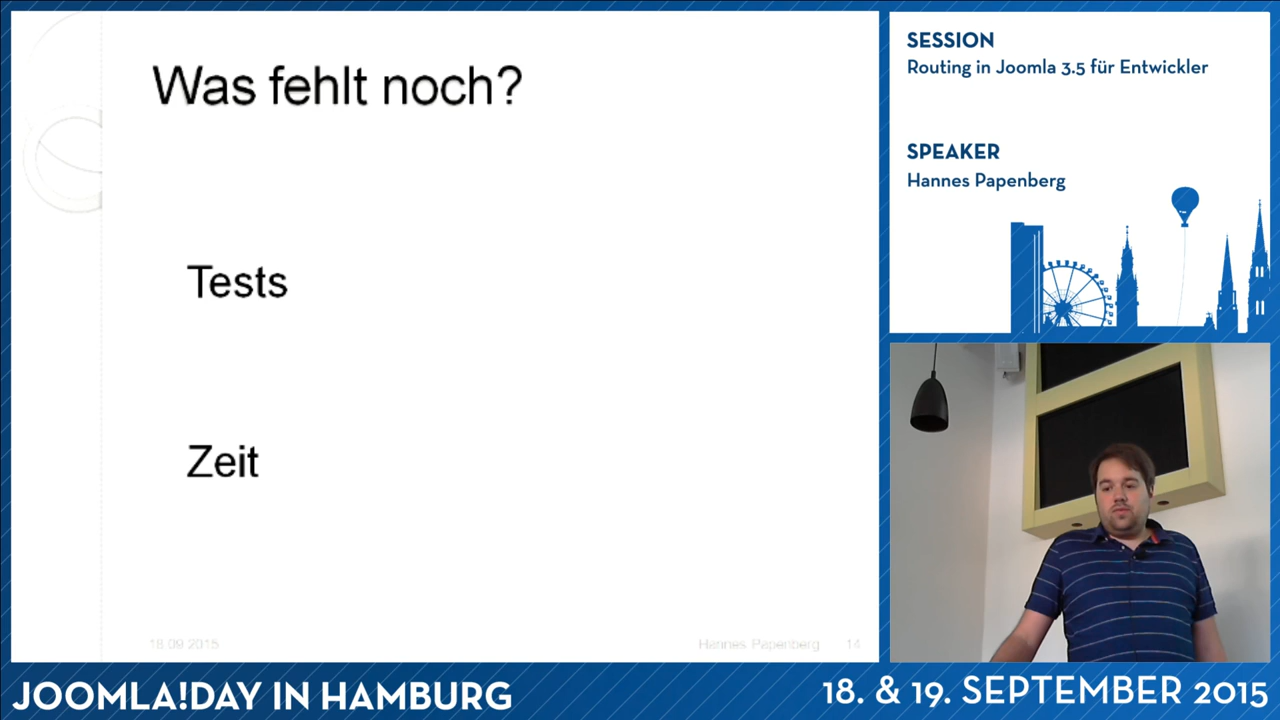 Was fehlt noch?
Tests
Zeit
18.09.2015
Hannes Papenberg
14
SESSION
Routing in Joomla 3.5 für Entwickler
SPEAKER
Hannes Papenberg
JOOMLA!DAY IN HAMBURG
18. & 19. SEPTEMBER 2015